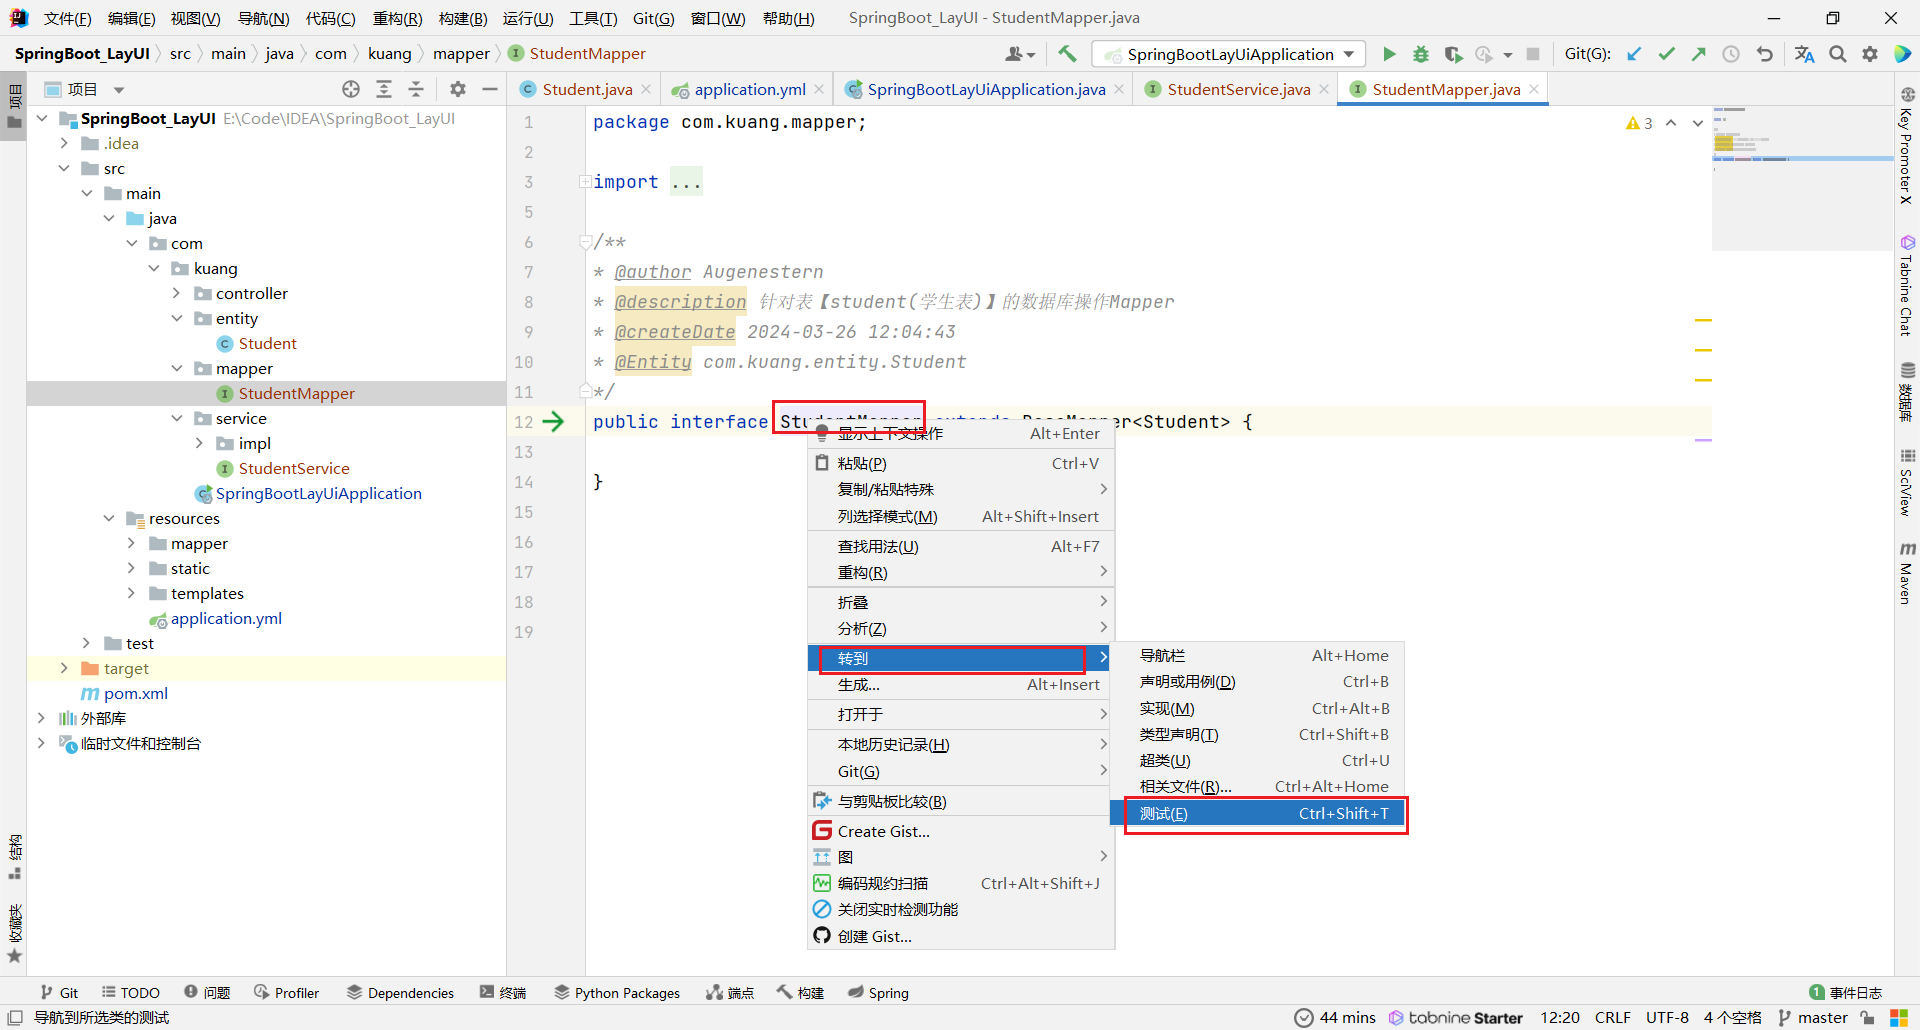 文件(F) 编辑(E) 视图(V) 导航(N) 代码(C) 重构(R) 构建(B) 运行(U) 工具(T) Git(G) 窗口(W) 帮助(H) SpringBoot_LayUI - StudentMapper.java
SpringBoot_LayUI src main java com kuang mapper StudentMapper SpringBootLayUiApplication Git(G):
项目
Student.java application.yml SpringBootLayUiApplication.java StudentService.java StudentMapper.java
项目
SpringBoot_LayUI E:\Code\IDEA\SpringBoot_LayUI
.idea
src
main
java
com
kuang
controller
entity
Student
mapper
StudentMapper
service
impl
StudentService
SpringBootLayUiApplication
resources
mapper
static
templates
application.yml
test
target
pom.xml
外部库
临时文件和控制台
结构
收藏夹
1 package com.kuang.mapper;
2
3 import ...
5
6 /**
7 * @author Augenestern
8 * @description 针对表【student(学生表)】的数据库操作Mapper
9 * @createDate 2024-03-26 12:04:43
10 * @Entity com.kuang.entity.Student
11 */
12 public interface StudentMapper extends BaseMapper<Student> {
13
14 }
15
16
17
18
19
3
显示上下文操作 Alt+Enter
粘贴(P) Ctrl+V
复制/粘贴特殊
列选择模式(M) Alt+Shift+Insert
查找用法(U) Alt+F7
重构(R)
折叠
分析(Z)
转到
生成... Alt+Insert
打开于
本地历史记录(H)
Git(G)
与剪贴板比较(B)
Create Gist...
图
编码规约扫描 Ctrl+Alt+Shift+J
关闭实时检测功能
创建 Gist...
导航栏 Alt+Home
声明或用例(D) Ctrl+B
实现(M) Ctrl+Alt+B
类型声明(T) Ctrl+Shift+B
超类(U) Ctrl+U
相关文件(R)... Ctrl+Alt+Home
测试(E) Ctrl+Shift+T
Key Promoter X
Tabnine Chat
数据库
SciView
m Maven
Git TODO 问题 Profiler Dependencies 终端 Python Packages 端点 构建 Spring 1 事件日志
导航到所选类的测试 44 mins tabnine Starter 12:20 CRLF UTF-8 4 个空格 master